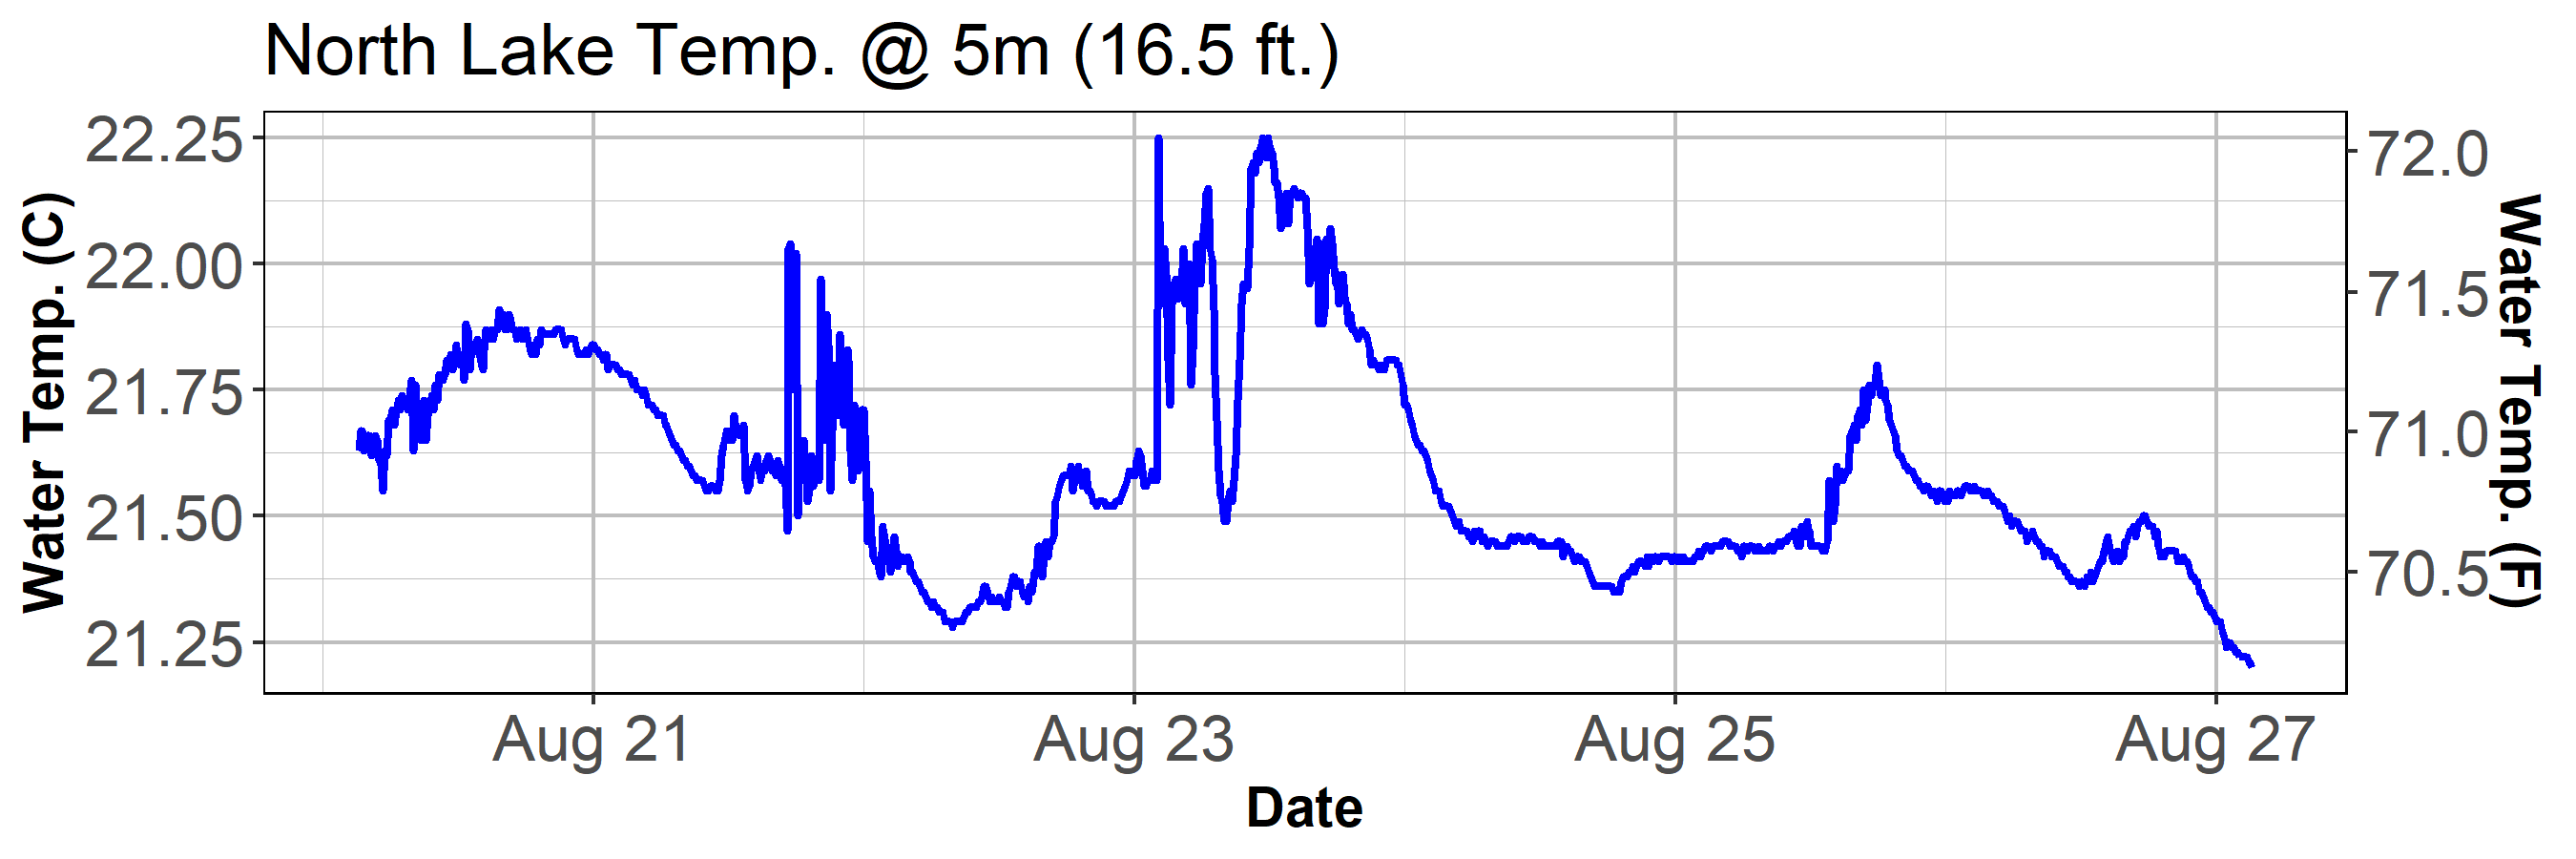 North Lake Temp. @ 5m (16.5 ft.)
Water Temp. (C)
22.25
22.00
21.75
21.50
21.25
72.0
71.5
71.0
70.5
Water Temp. (F)
Aug 21
Aug 23
Aug 25
Aug 27
Date